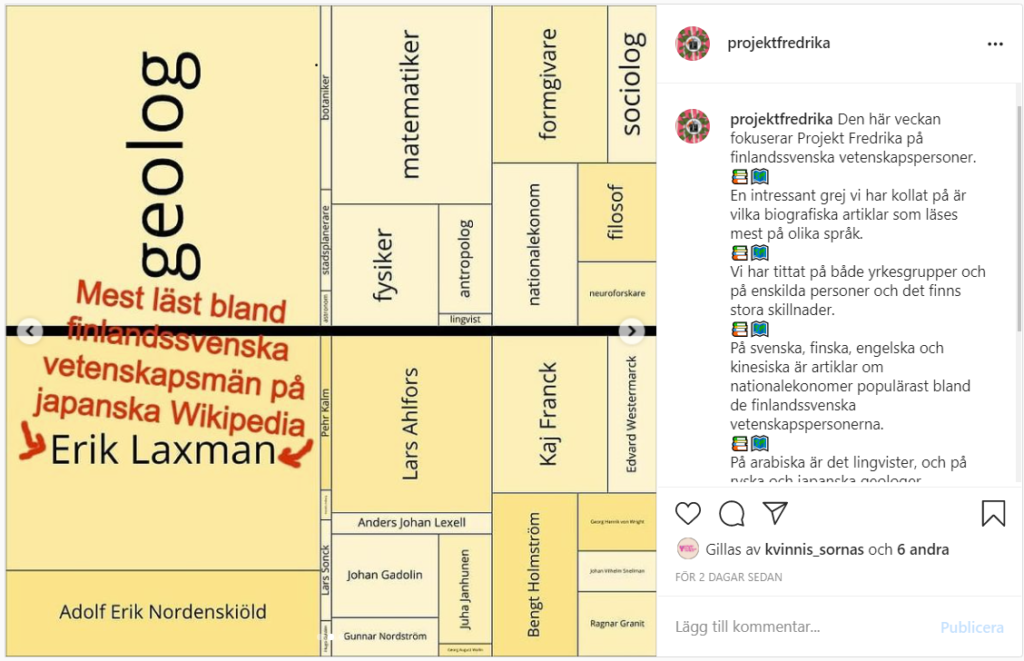 geolog
botaniker
stadsplanerare
astronom
matematiker
fysiker
antropolog
lingvist
formgivare
sociolog
nationalekonom
filosof
neuroforskare
Mest läst bland
finlandssvenska
vetenskapsmän på
japanska Wikipedia
Erik Laxman
Adolf Erik Nordenskiöld
Pehr Kalm
Lars Sonck
Lars Ahlfors
Anders Johan Lexell
Johan Gadolin
Gunnar Nordström
Juha Janhunen
Georg August Wallin
Kaj Franck
Edvard Westermarck
Bengt Holmström
Georg Henrik von Wright
Johan Vilhelm Snellman
Ragnar Granit
projektfredrika
projektfredrika Den här veckan
fokuserar Projekt Fredrika på
finlandssvenska vetenskapspersoner.
En intressant grej vi har kollat på är
vilka biografiska artiklar som läses
mest på olika språk.
Vi har tittat på både yrkesgrupper och
på enskilda personer och det finns
stora skillnader.
På svenska, finska, engelska och
kinesiska är artiklar om
nationalekonomer populärast bland
de finlandssvenska
vetenskapspersonerna.
På arabiska är det lingvister, och på
ryska och japanska geologer
Gillas av kvinnis_sornas och 6 andra
FÖR 2 DAGAR SEDAN
Lägg till kommentar...
Publicera